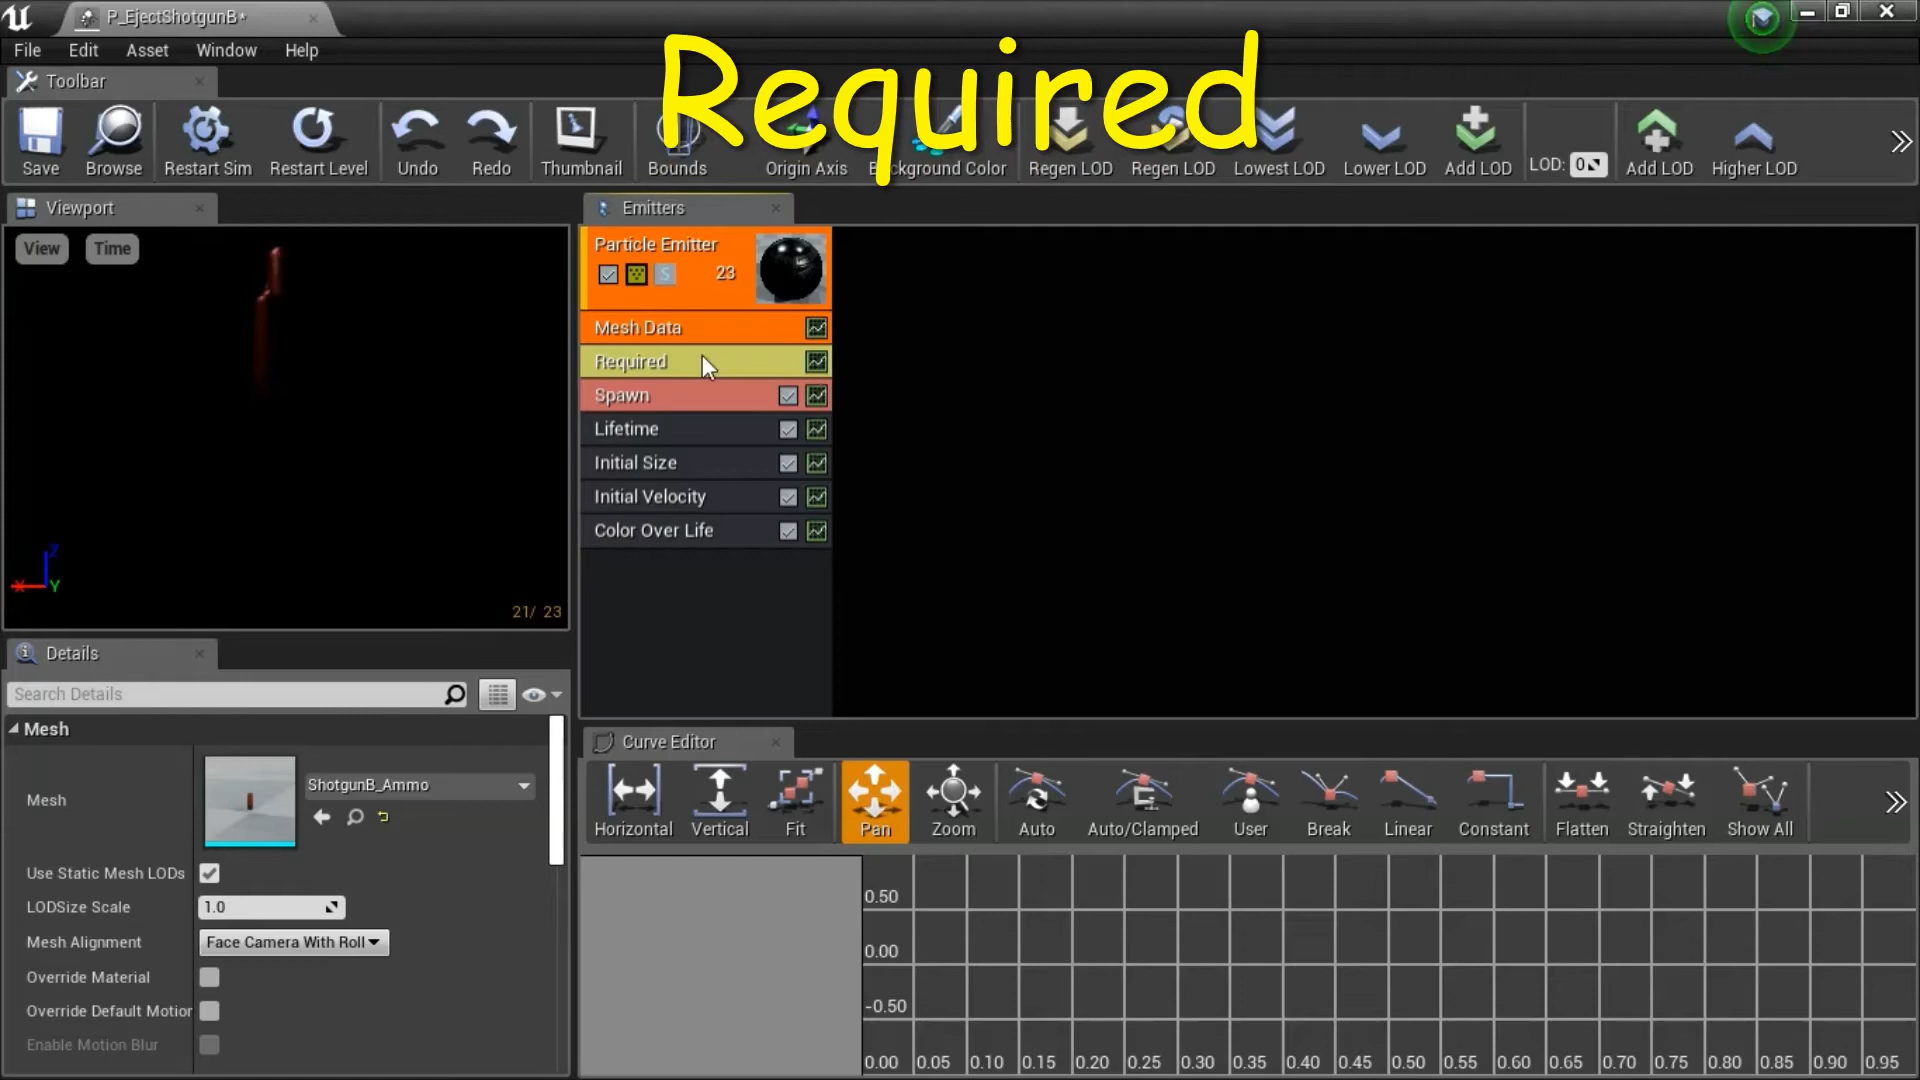 P_EjectShotgunB*
File Edit Asset Window Help
Required
Toolbar
Save Browse Restart Sim Restart Level Undo Redo Thumbnail Bounds Origin Axis Background Color Regen LOD Regen LOD Lowest LOD Lower LOD Add LOD LOD: 0 Add LOD Higher LOD
Viewport
View Time
Z
X Y
21/ 23
Emitters
Particle Emitter
S 23
Mesh Data
Required
Spawn
Lifetime
Initial Size
Initial Velocity
Color Over Life
Details
Search Details
Mesh
Mesh ShotgunB_Ammo
Use Static Mesh LODs
LODSize Scale 1.0
Mesh Alignment Face Camera With Roll
Override Material
Override Default Motion
Enable Motion Blur
Curve Editor
Horizontal Vertical Fit Pan Zoom Auto Auto/Clamped User Break Linear Constant Flatten Straighten Show All
0.50
0.00
-0.50
0.00 0.05 0.10 0.15 0.20 0.25 0.30 0.35 0.40 0.45 0.50 0.55 0.60 0.65 0.70 0.75 0.80 0.85 0.90 0.95